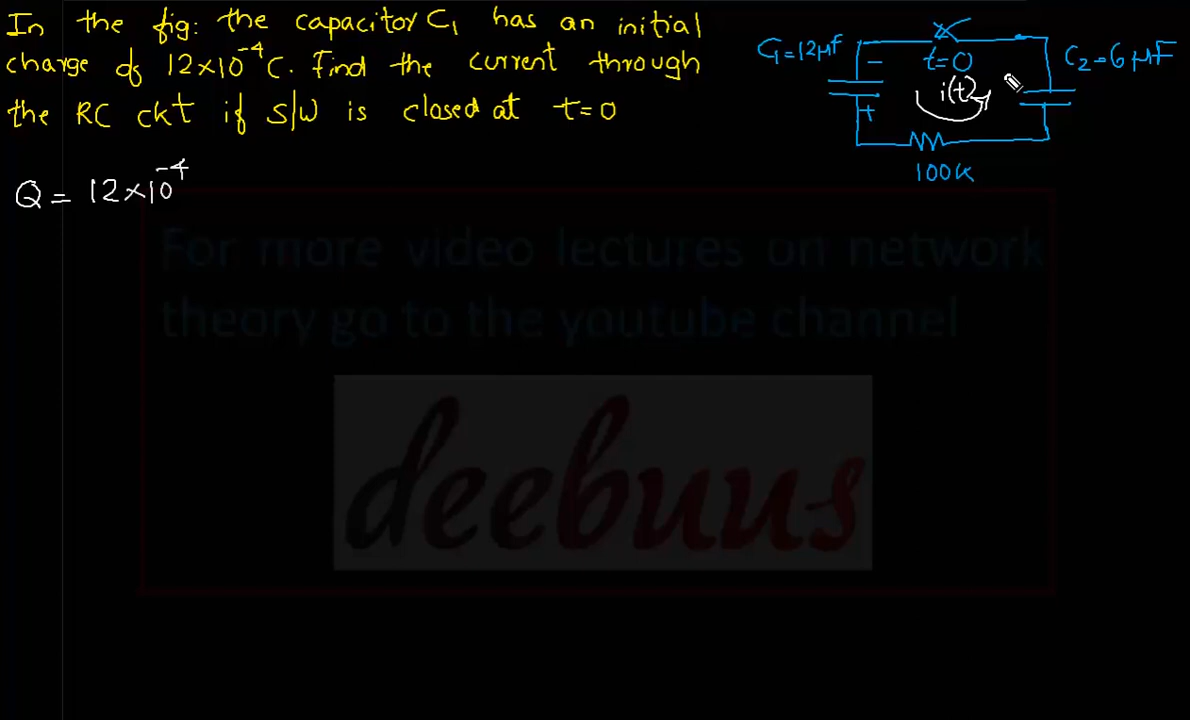 In the fig: the capacitor C₁ has an initial
charge of 12×10⁻⁴C. Find the current through
the RC ckt if S/W is closed at t=0
C₁=12μF
t=0
C₂=6μF
−
i(t)
+
100K
Q = 12×10⁻⁴
For more video lectures on network
theory go to the youtube channel
deebuus